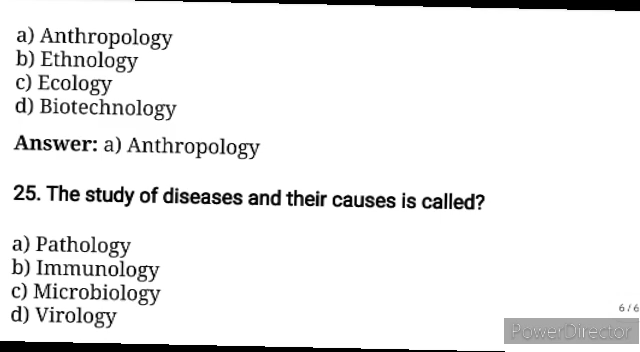 a) Anthropology
b) Ethnology
c) Ecology
d) Biotechnology
Answer: a) Anthropology
25. The study of diseases and their causes is called?
a) Pathology
b) Immunology
c) Microbiology
d) Virology
6 / 6
PowerDirector